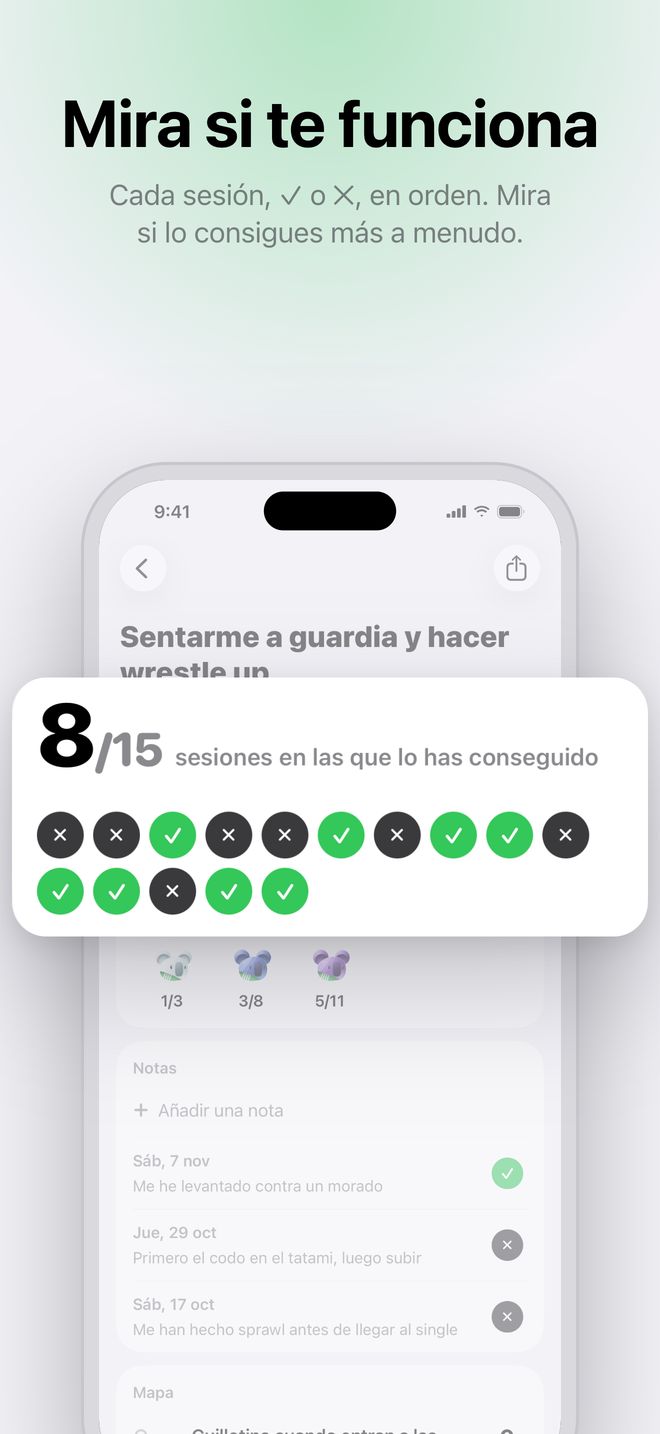 Mira si te funciona
Cada sesión, ✓ o ✕, en orden. Mira
si lo consigues más a menudo.
9:41
Sentarme a guardia y hacer
wrestle up
8/15 sesiones en las que lo has conseguido
1/3 3/8 5/11
Notas
+ Añadir una nota
Sáb, 7 nov
Me he levantado contra un morado
Jue, 29 oct
Primero el codo en el tatami, luego subir
Sáb, 17 oct
Me han hecho sprawl antes de llegar al single
Mapa